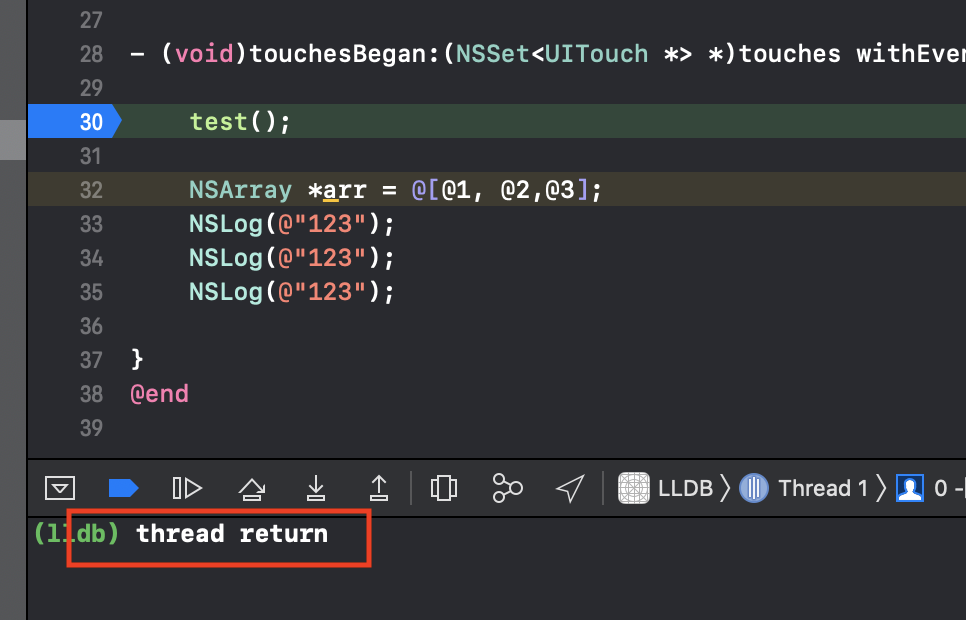 27
28 - (void)touchesBegan:(NSSet<UITouch *> *)touches withEven
29
30 test();
31
32 NSArray *arr = @[@1, @2,@3];
33 NSLog(@"123");
34 NSLog(@"123");
35 NSLog(@"123");
36
37 }
38 @end
39
LLDB Thread 1 0 -
(lldb) thread return